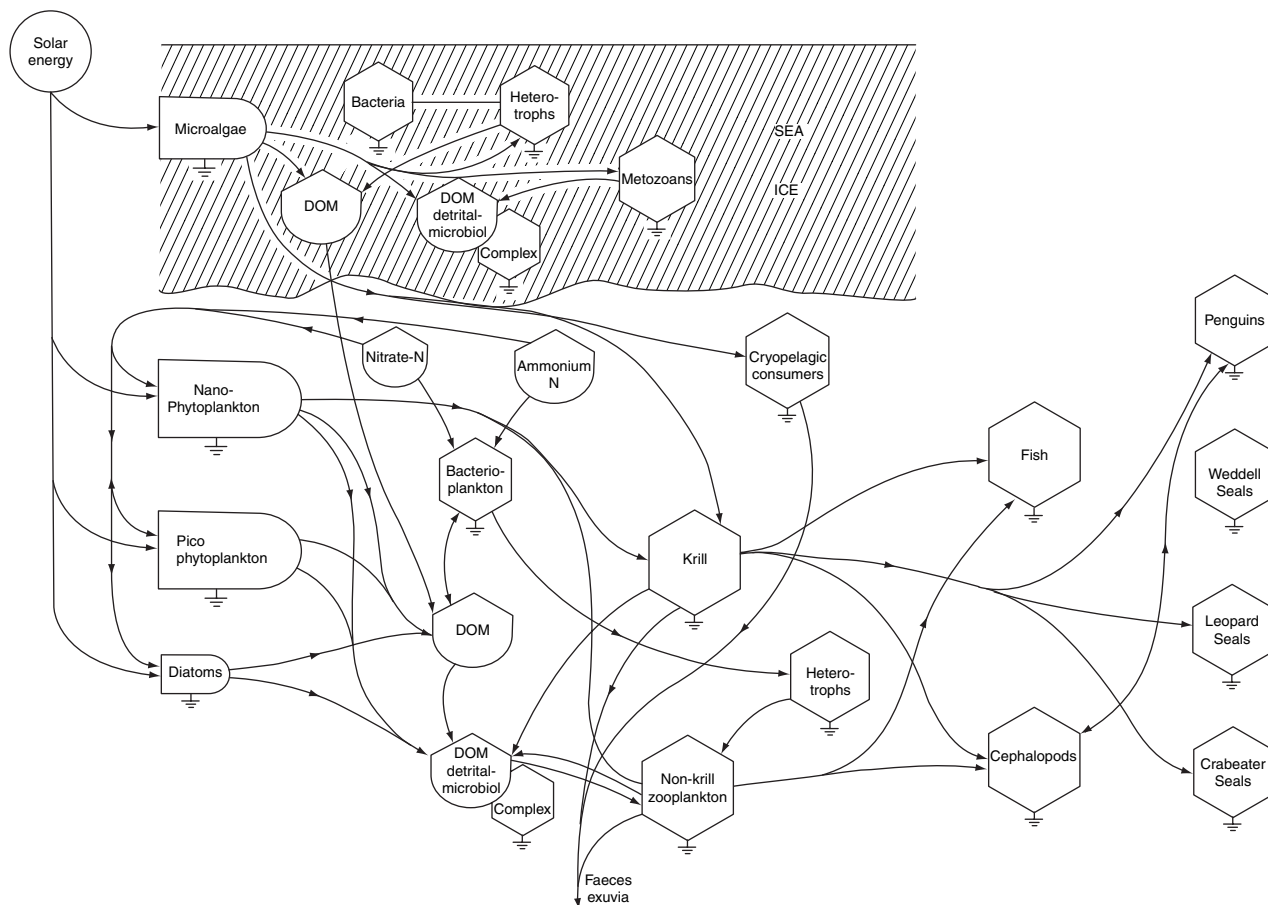 Solar
energy
Microalgae
Bacteria
Hetero-
trophs
SEA
Metozoans
ICE
DOM
DOM
detrital-
microbiol
Complex
Penguins
Nitrate-N
Ammonium
N
Cryopelagic
consumers
Nano-
Phytoplankton
Fish
Weddell
Seals
Bacterio-
plankton
Pico
phytoplankton
Krill
DOM
Leopard
Seals
Diatoms
Hetero-
trophs
DOM
detrital-
microbiol
Complex
Non-krill
zooplankton
Cephalopods
Crabeater
Seals
Faeces
exuvia